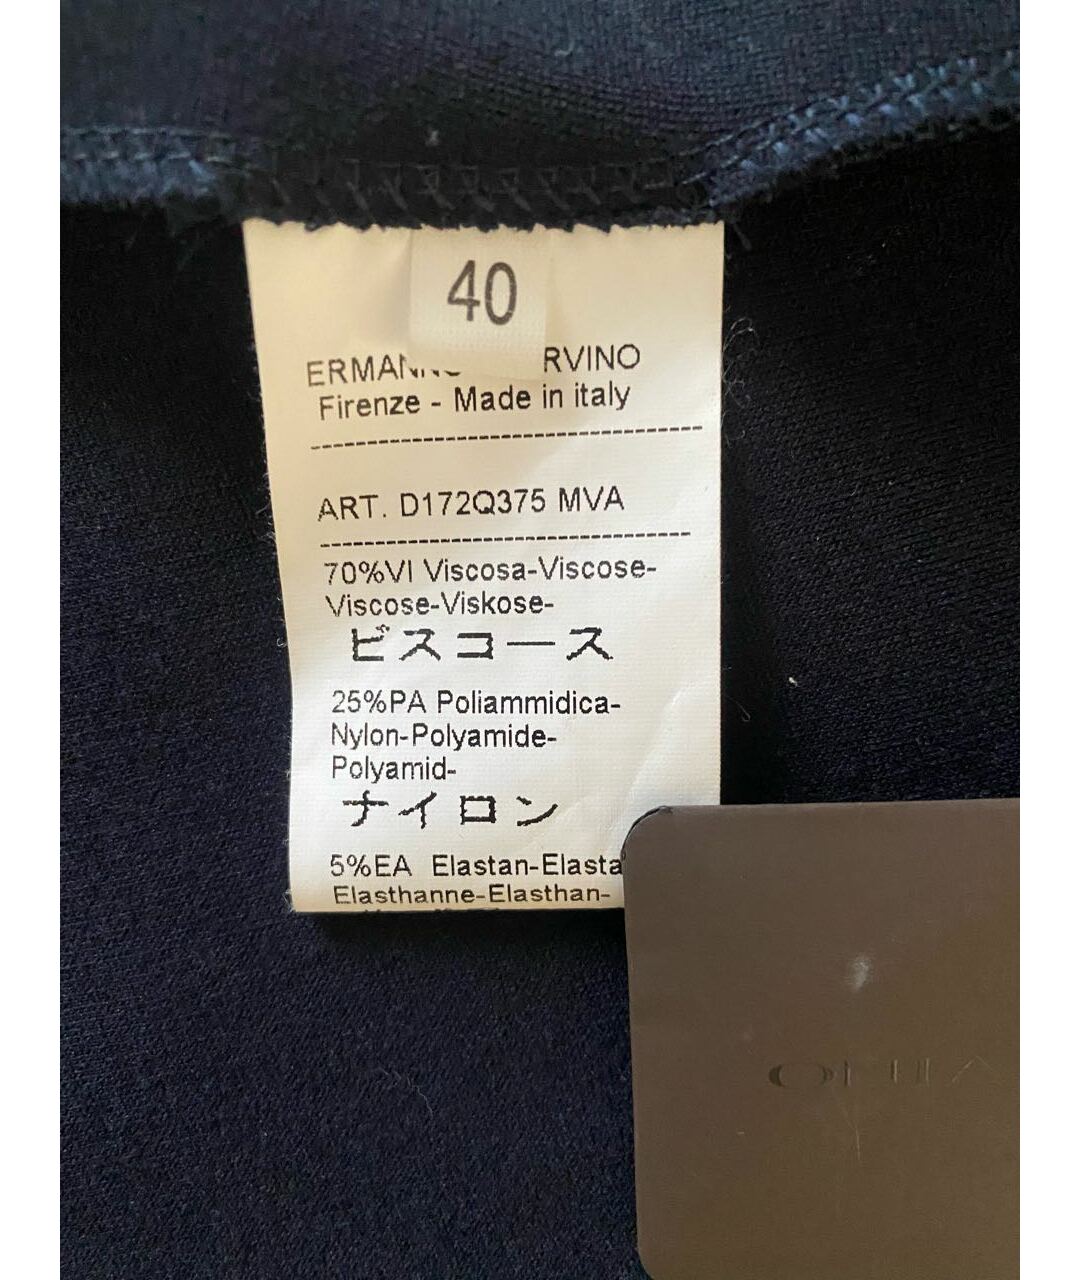 40
RVINO
Firenze - Made in italy
ART. D172Q375 MVA
70%VI Viscosa-Viscose-
Viscose-Viskose-
ビスコース
25%PA Poliammidica-
Nylon-Polyamide-
Polyamid-
ナイロン
5%EA Elastan-Elasta
Elasthanne-Elasthan-